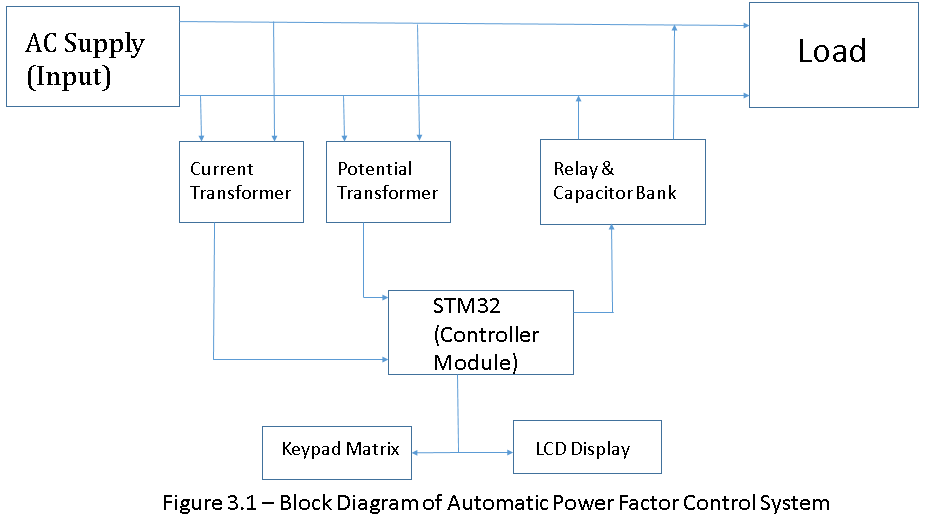 AC Supply
(Input)
Load
Current
Transformer
Potential
Transformer
Relay &
Capacitor Bank
STM32
(Controller
Module)
Keypad Matrix
LCD Display
Figure 3.1 – Block Diagram of Automatic Power Factor Control System